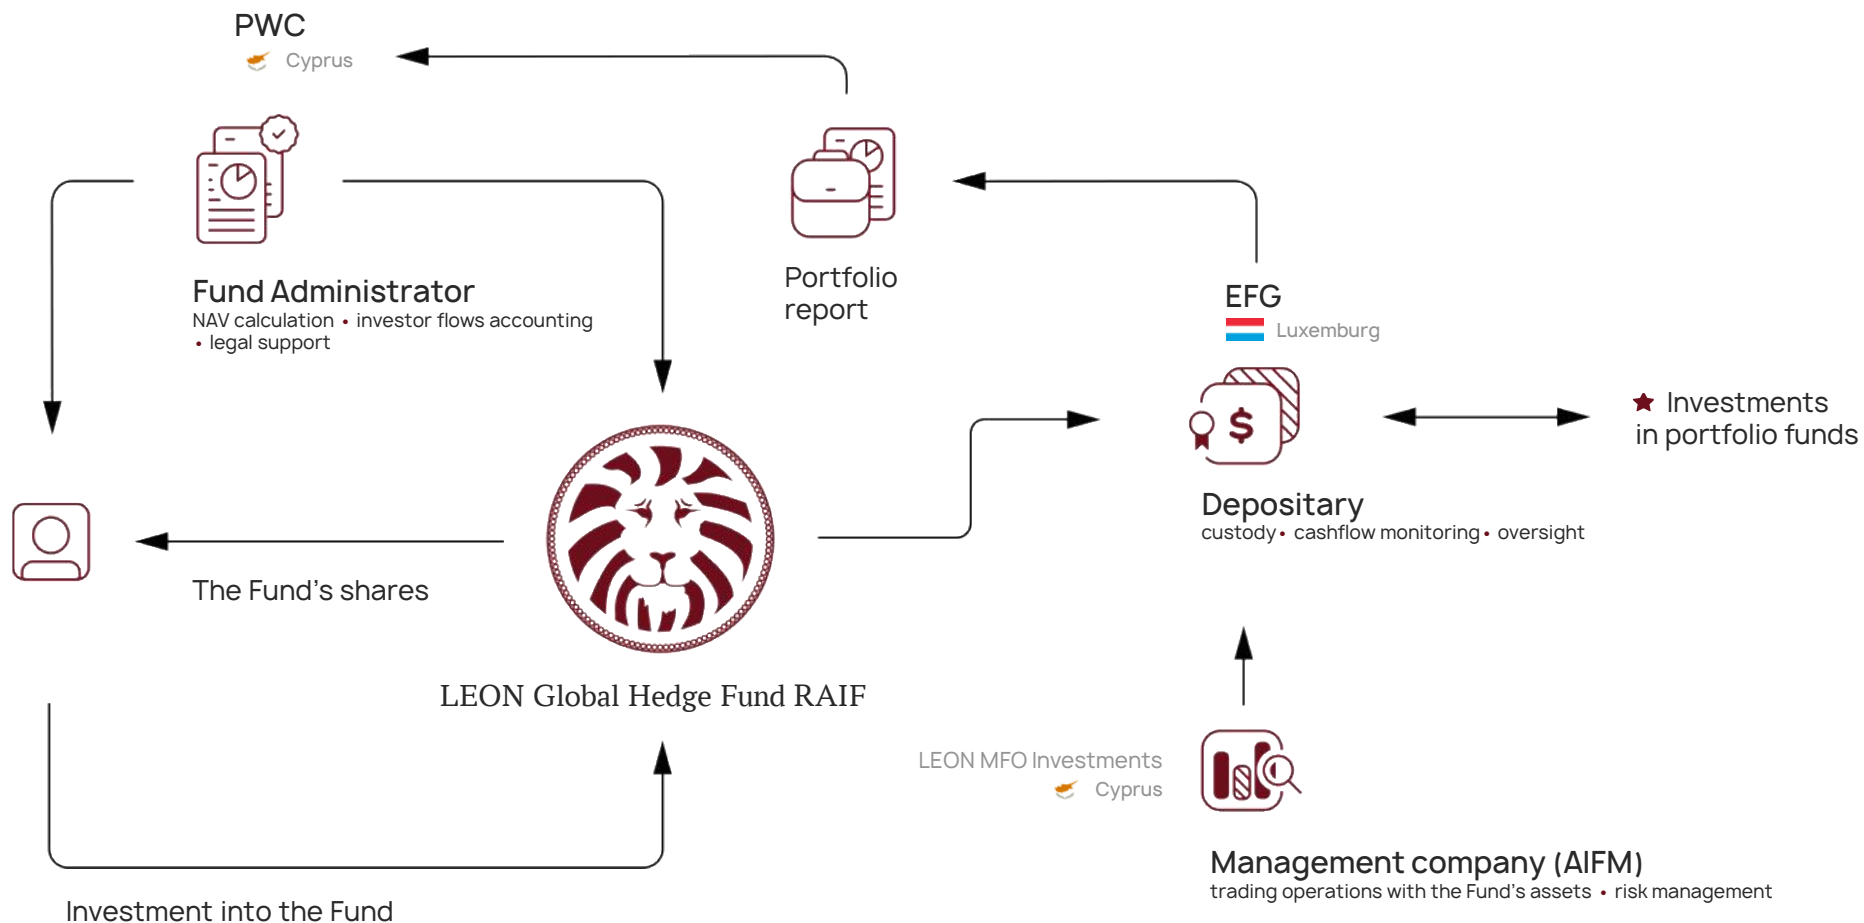 PWC
Cyprus
Fund Administrator
NAV calculation • investor flows accounting
• legal support
Portfolio
report
EFG
Luxemburg
Investments
in portfolio funds
Depositary
custody • cashflow monitoring • oversight
The Fund's shares
LEON Global Hedge Fund RAIF
LEON MFO Investments
Cyprus
Management company (AIFM)
trading operations with the Fund's assets • risk management
Investment into the Fund